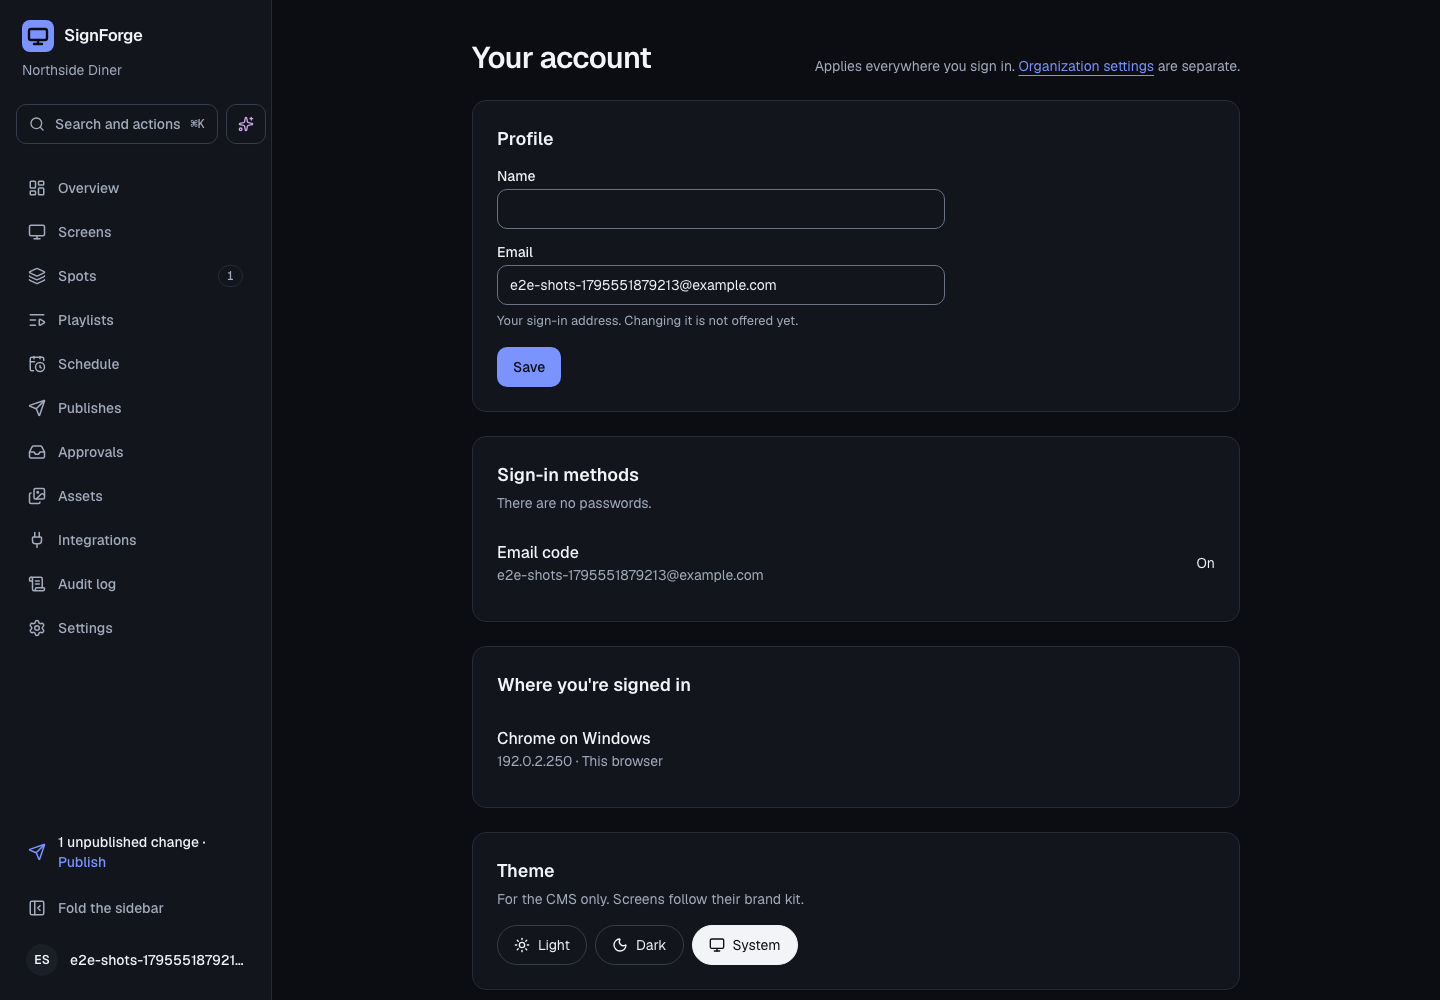 SignForge
Northside Diner
Search and actions ⌘K
Overview
Screens
Spots 1
Playlists
Schedule
Publishes
Approvals
Assets
Integrations
Audit log
Settings
1 unpublished change ·
Publish
Fold the sidebar
ES e2e-shots-179555187921...
Your account
Applies everywhere you sign in. Organization settings are separate.
Profile
Name
Email
e2e-shots-1795551879213@example.com
Your sign-in address. Changing it is not offered yet.
Save
Sign-in methods
There are no passwords.
Email code
e2e-shots-1795551879213@example.com
On
Where you're signed in
Chrome on Windows
192.0.2.250 · This browser
Theme
For the CMS only. Screens follow their brand kit.
Light Dark System